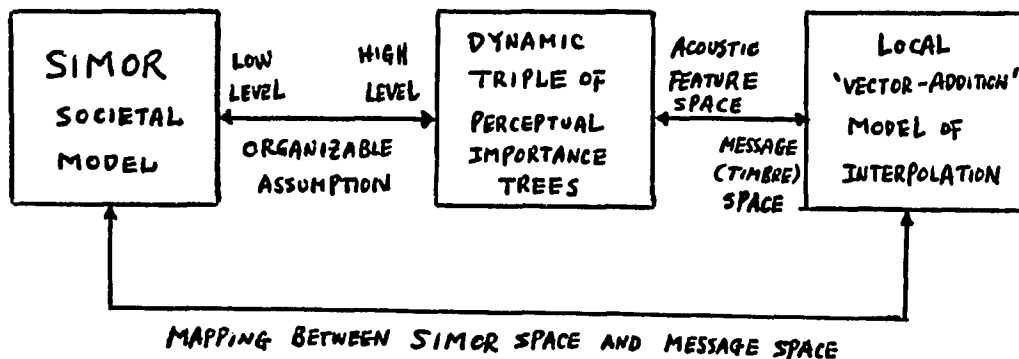 SIMOR
SOCIETAL
MODEL
LOW
LEVEL
HIGH
LEVEL
ORGANIZABLE
ASSUMPTION
DYNAMIC
TRIPLE OF
PERCEPTUAL
IMPORTANCE
TREES
ACOUSTIC
FEATURE
SPACE
MESSAGE
(TIMBRE)
SPACE
LOCAL
'VECTOR-ADDITION"
MODEL OF
INTERPOLATION
MAPPING BETWEEN SIMOR SPACE AND MESSAGE SPACE